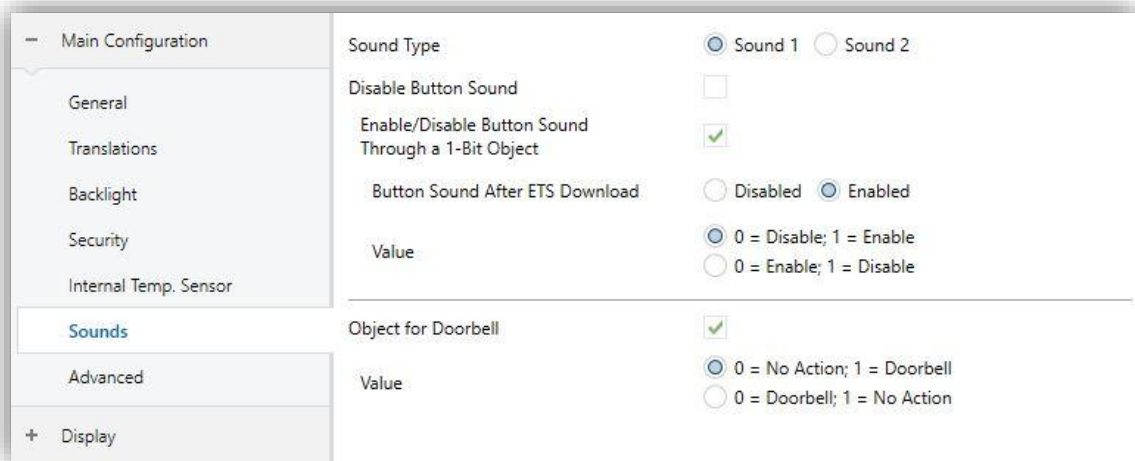 − Main Configuration
General
Translations
Backlight
Security
Internal Temp. Sensor
Sounds
Advanced
+ Display
Sound Type
Sound 1 Sound 2
Disable Button Sound
Enable/Disable Button Sound
Through a 1-Bit Object
Button Sound After ETS Download
Disabled Enabled
Value
0 = Disable; 1 = Enable
0 = Enable; 1 = Disable
Object for Doorbell
Value
0 = No Action; 1 = Doorbell
0 = Doorbell; 1 = No Action